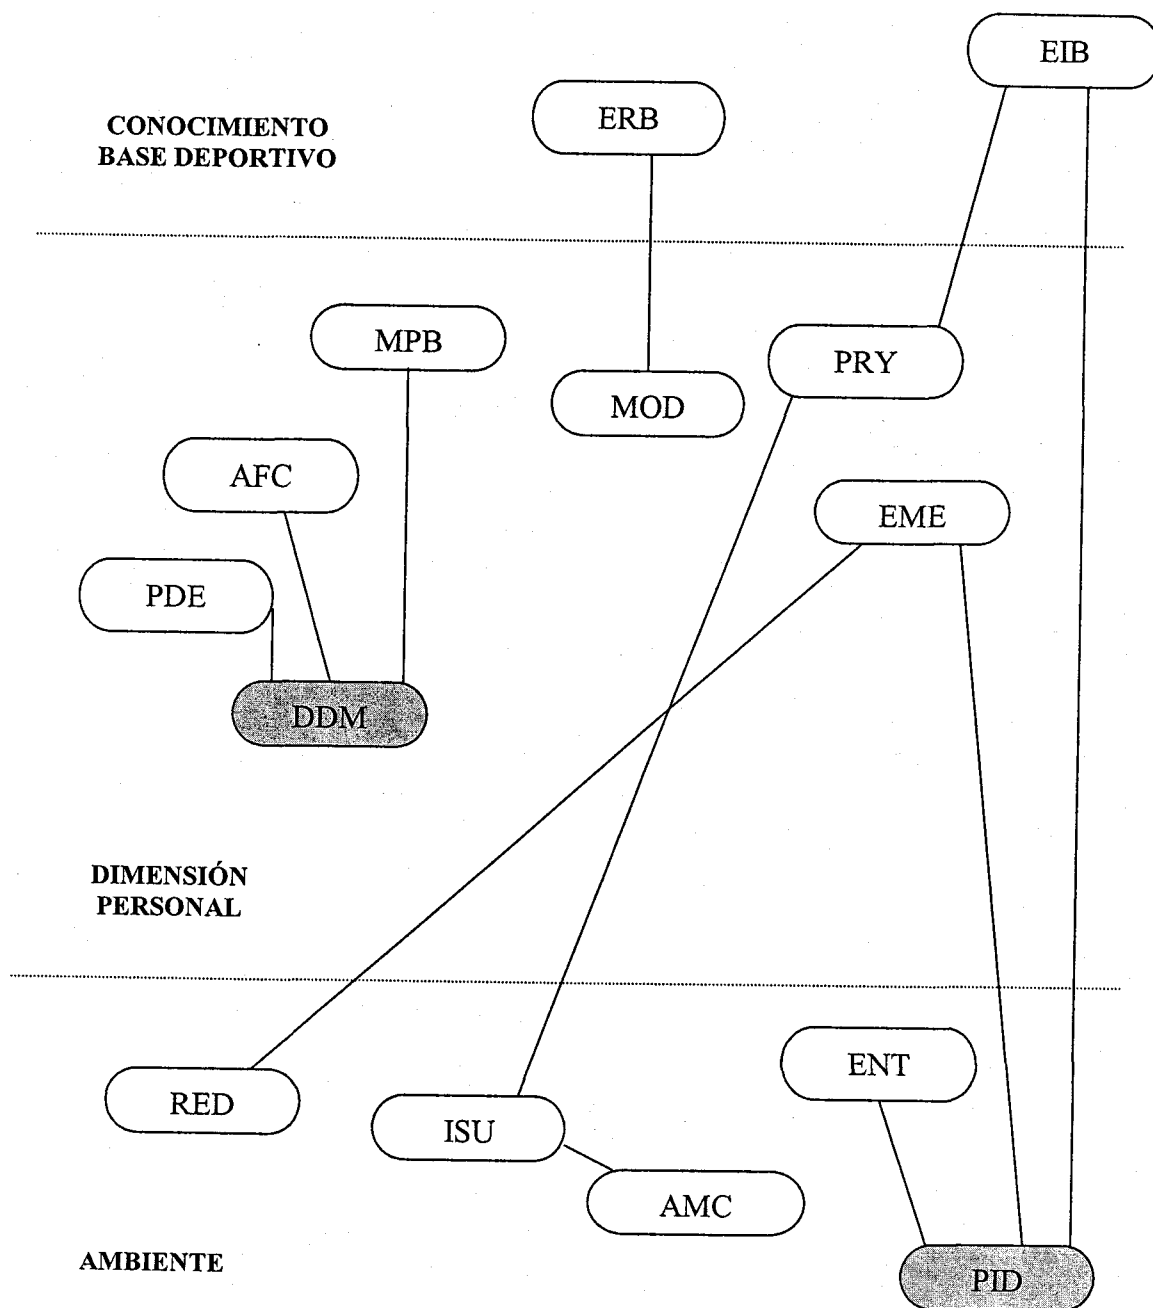 EIB
ERB
CONOCIMIENTO
BASE DEPORTIVO
MPB
PRY
MOD
AFC
EME
PDE
DDM
DIMENSIÓN
PERSONAL
ENT
RED
ISU
AMC
AMBIENTE
PID